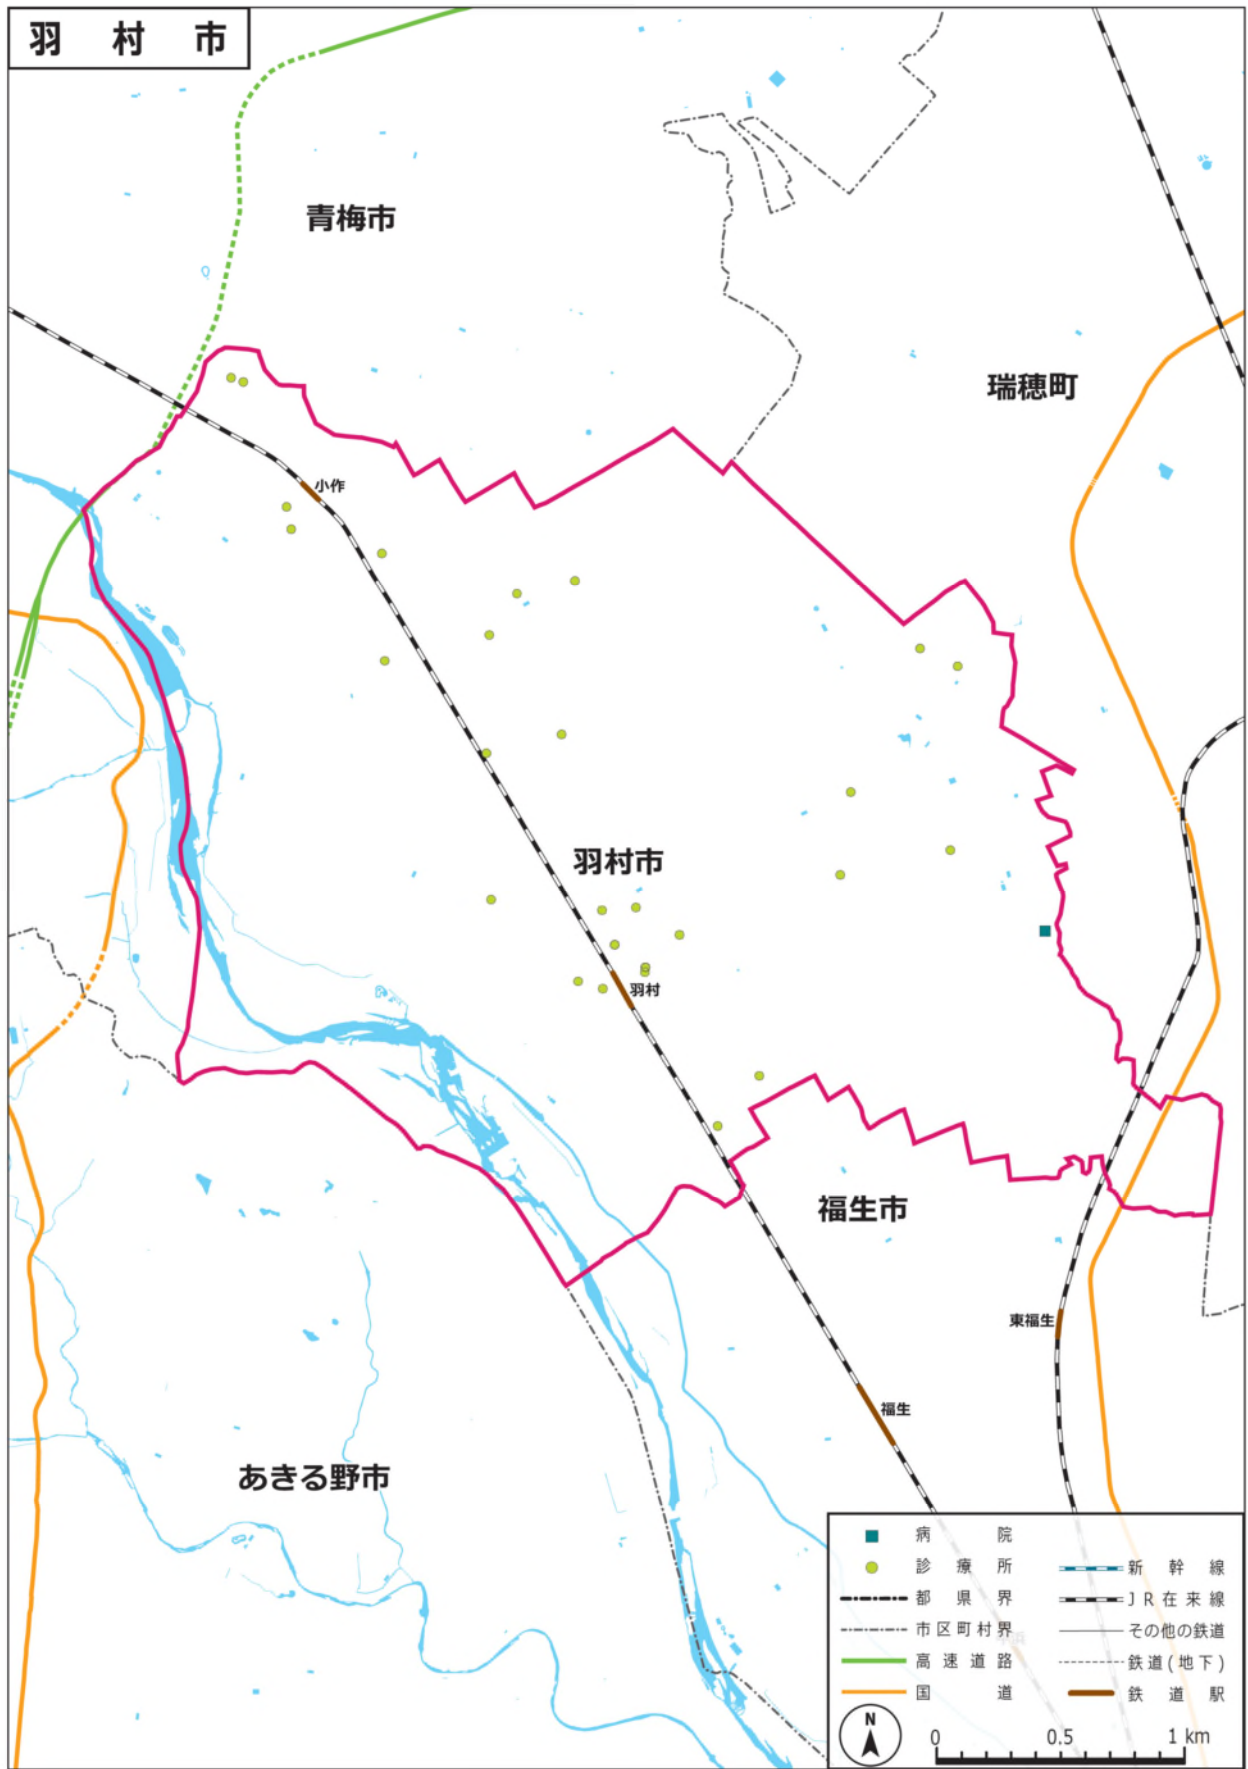 羽村市
青梅市
瑞穂町
小作
羽村市
羽村
福生市
東福生
福生
あきる野市
病院
診療所
新幹線
都県界
JR在来線
市区町村界
その他の鉄道
高速道路
鉄道(地下)
国道
鉄道駅
N
0 0.5 1 km